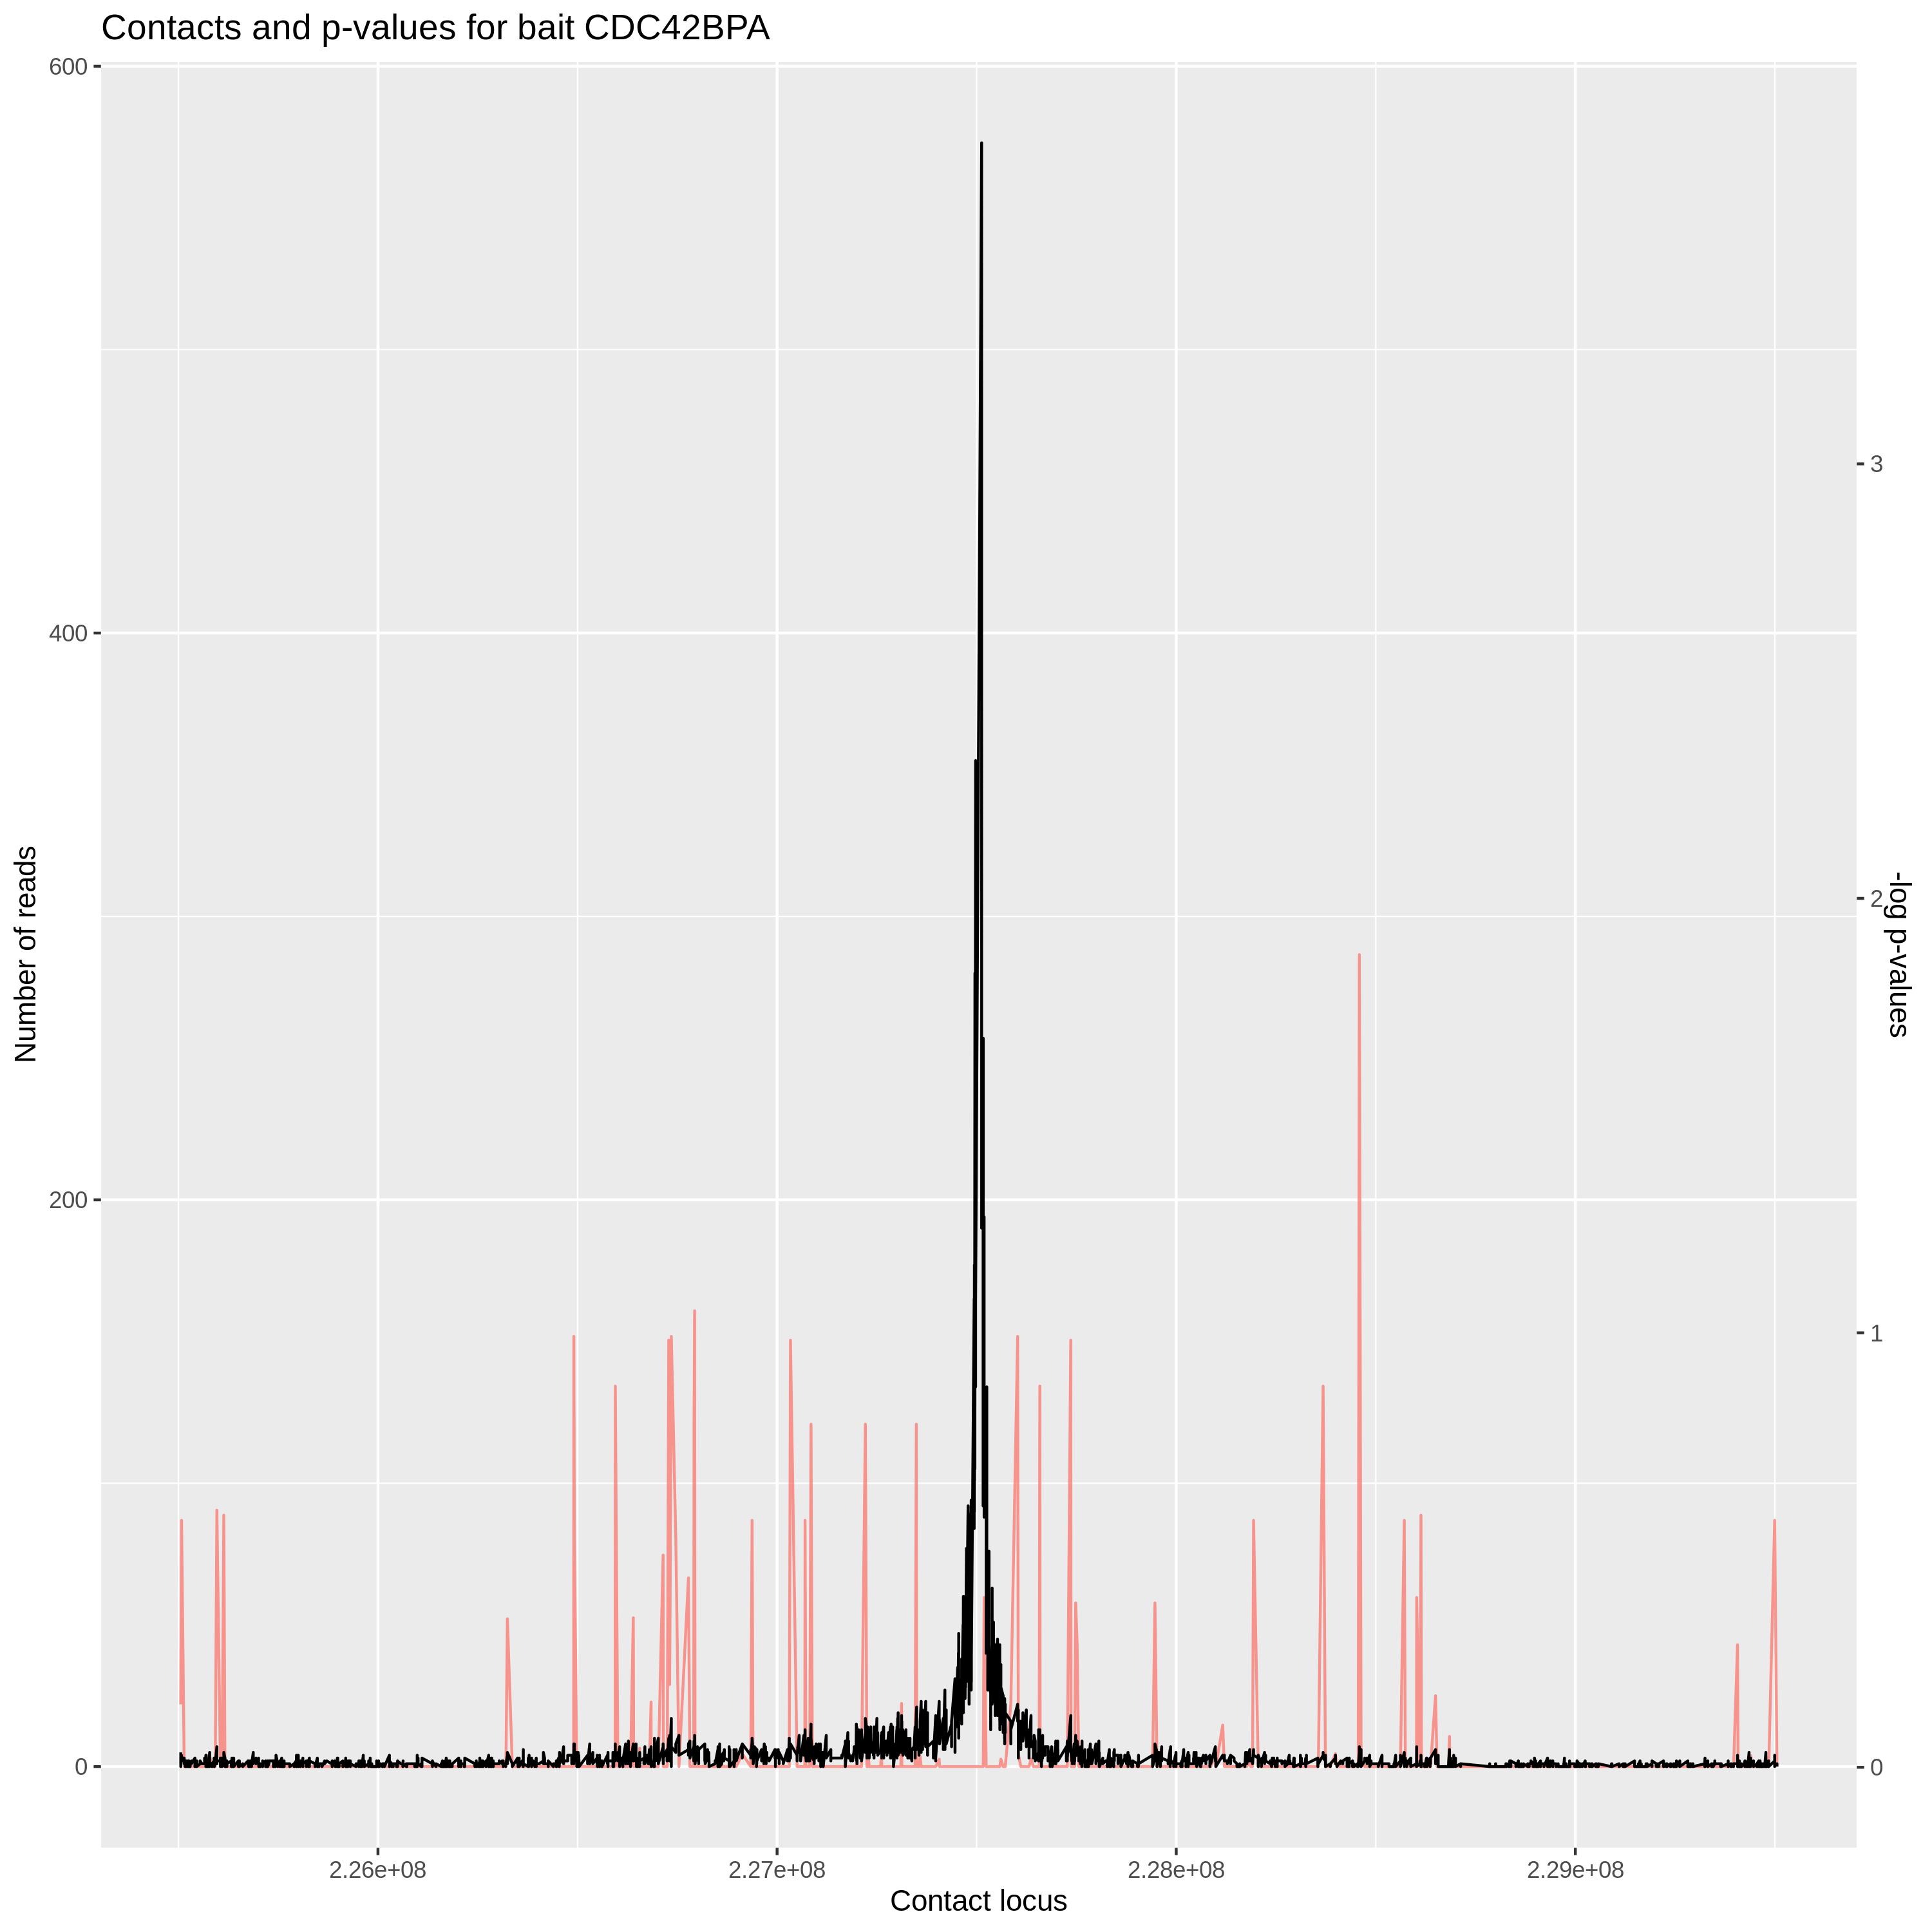 Contacts and p-values for bait CDC42BPA
600
400
200
0
Number of reads
3
2
1
0
-log p-values
2.26e+08
2.27e+08
2.28e+08
2.29e+08
Contact locus